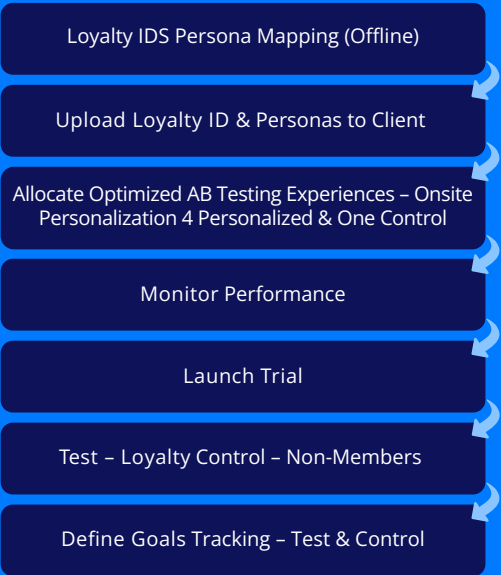 Loyalty IDS Persona Mapping (Offline)
Upload Loyalty ID & Personas to Client
Allocate Optimized AB Testing Experiences – Onsite
Personalization 4 Personalized & One Control
Monitor Performance
Launch Trial
Test – Loyalty Control – Non-Members
Define Goals Tracking – Test & Control